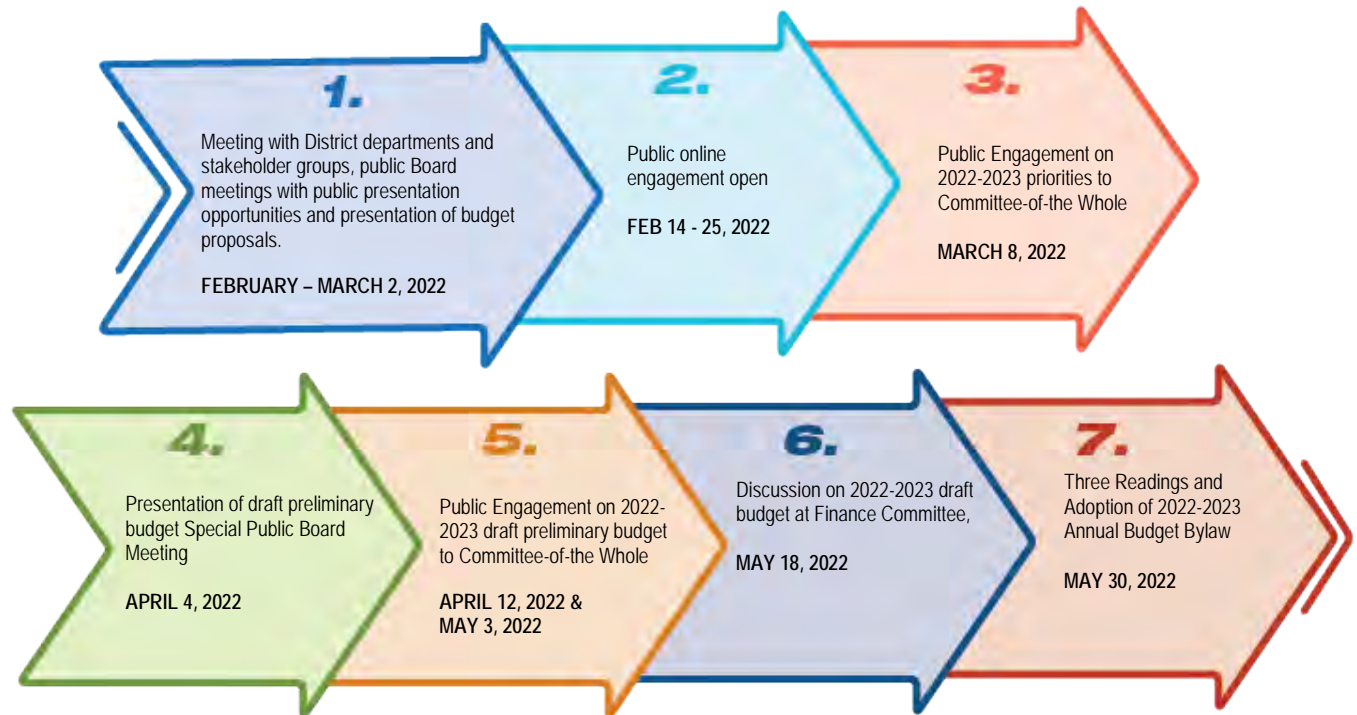 1.
Meeting with District departments and
stakeholder groups, public Board
meetings with public presentation
opportunities and presentation of budget
proposals.
FEBRUARY – MARCH 2, 2022
2.
Public online
engagement open
FEB 14 - 25, 2022
3.
Public Engagement on
2022-2023 priorities to
Committee-of-the Whole
MARCH 8, 2022
4.
Presentation of draft preliminary
budget Special Public Board
Meeting
APRIL 4, 2022
5.
Public Engagement on 2022-
2023 draft preliminary budget
to Committee-of-the Whole
APRIL 12, 2022 &
MAY 3, 2022
6.
Discussion on 2022-2023 draft
budget at Finance Committee,
MAY 18, 2022
7.
Three Readings and
Adoption of 2022-2023
Annual Budget Bylaw
MAY 30, 2022